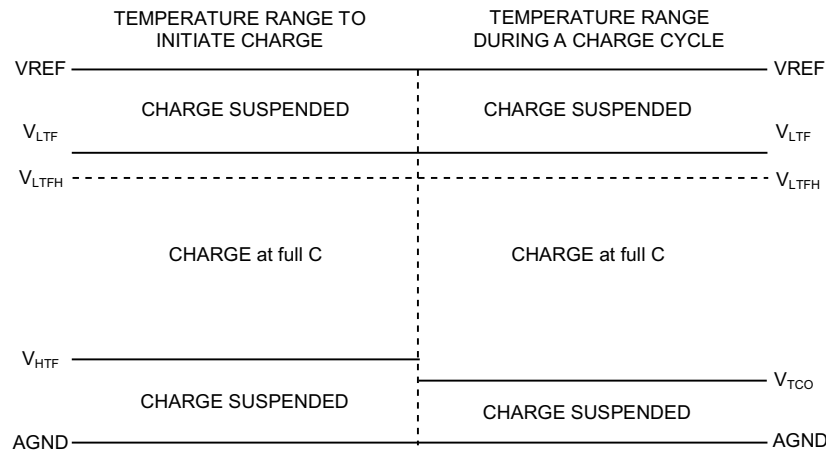 TEMPERATURE RANGE TO
INITIATE CHARGE
TEMPERATURE RANGE
DURING A CHARGE CYCLE
VREF
VREF
CHARGE SUSPENDED
CHARGE SUSPENDED
VLTF
VLTF
VLTFH
VLTFH
CHARGE at full C
CHARGE at full C
VHTF
VTCO
CHARGE SUSPENDED
CHARGE SUSPENDED
AGND
AGND